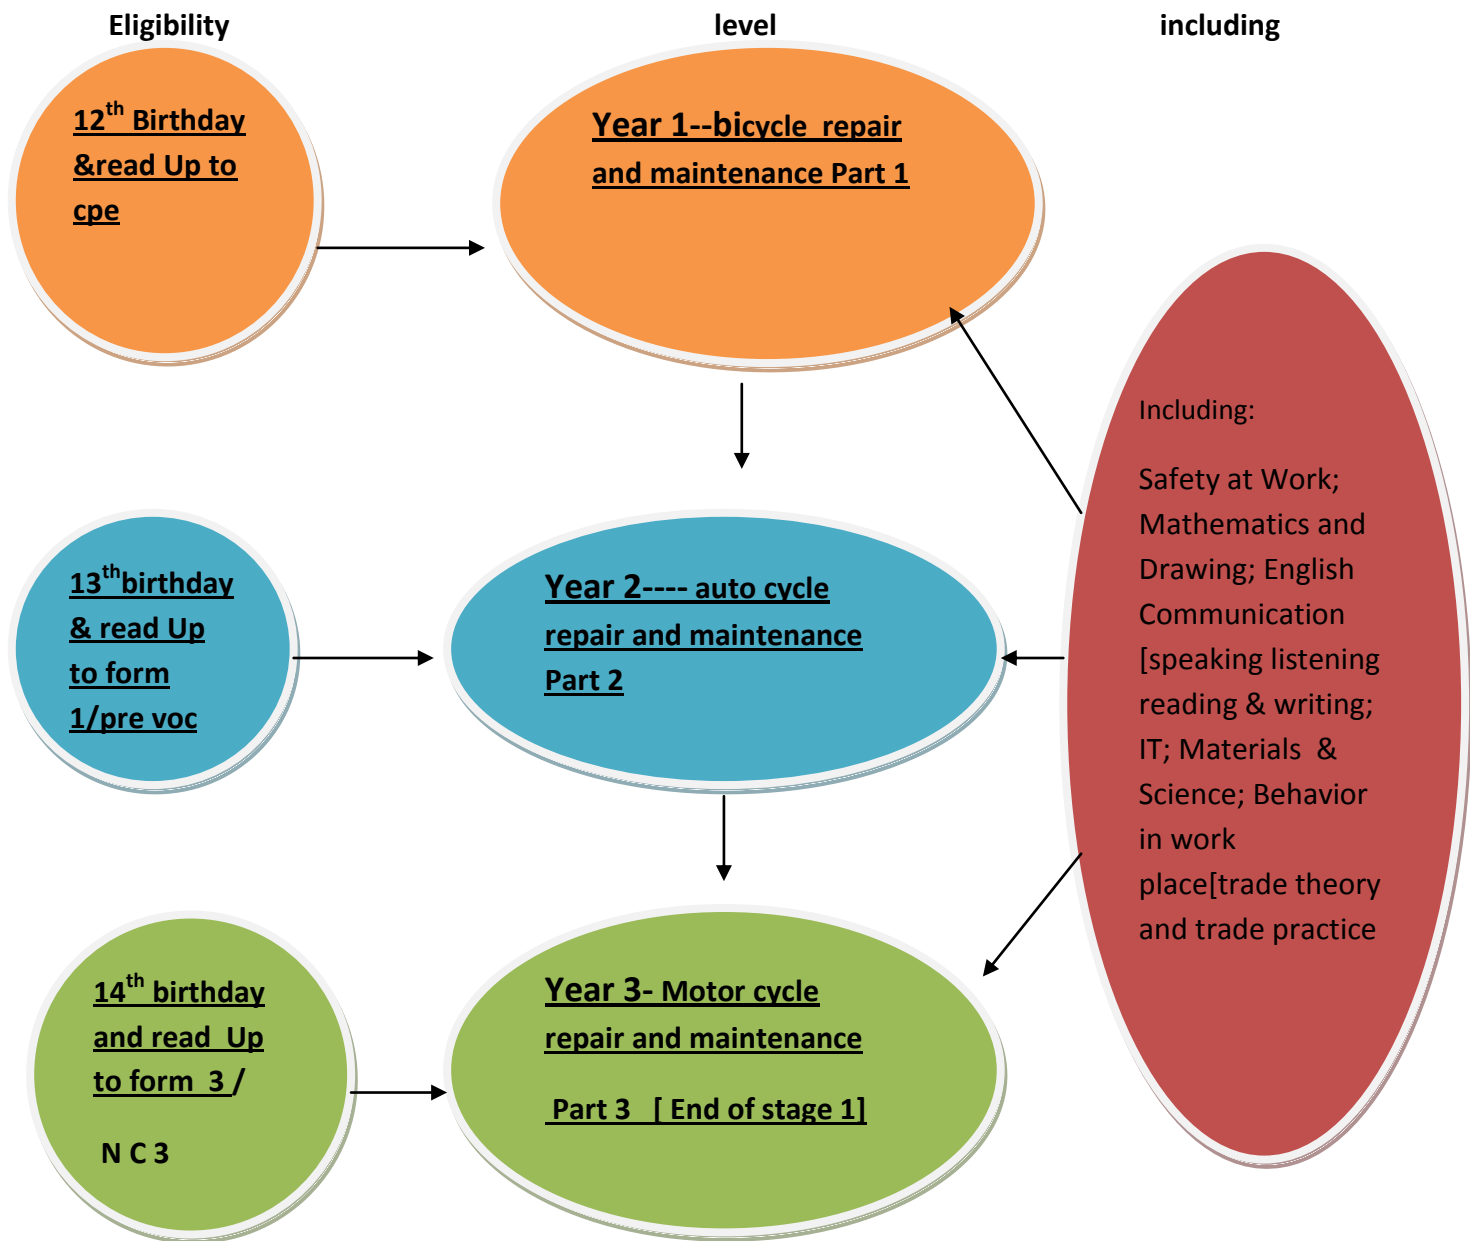 Eligibility level including
12th Birthday
&read Up to
cpe
Year 1--bicycle repair
and maintenance Part 1
13thbirthday
& read Up
to form
1/pre voc
Year 2---- auto cycle
repair and maintenance
Part 2
14th birthday
and read Up
to form 3 /
N C 3
Year 3- Motor cycle
repair and maintenance
Part 3 [ End of stage 1]
Including:
Safety at Work;
Mathematics and
Drawing; English
Communication
[speaking listening
reading & writing;
IT; Materials &
Science; Behavior
in work
place[trade theory
and trade practice